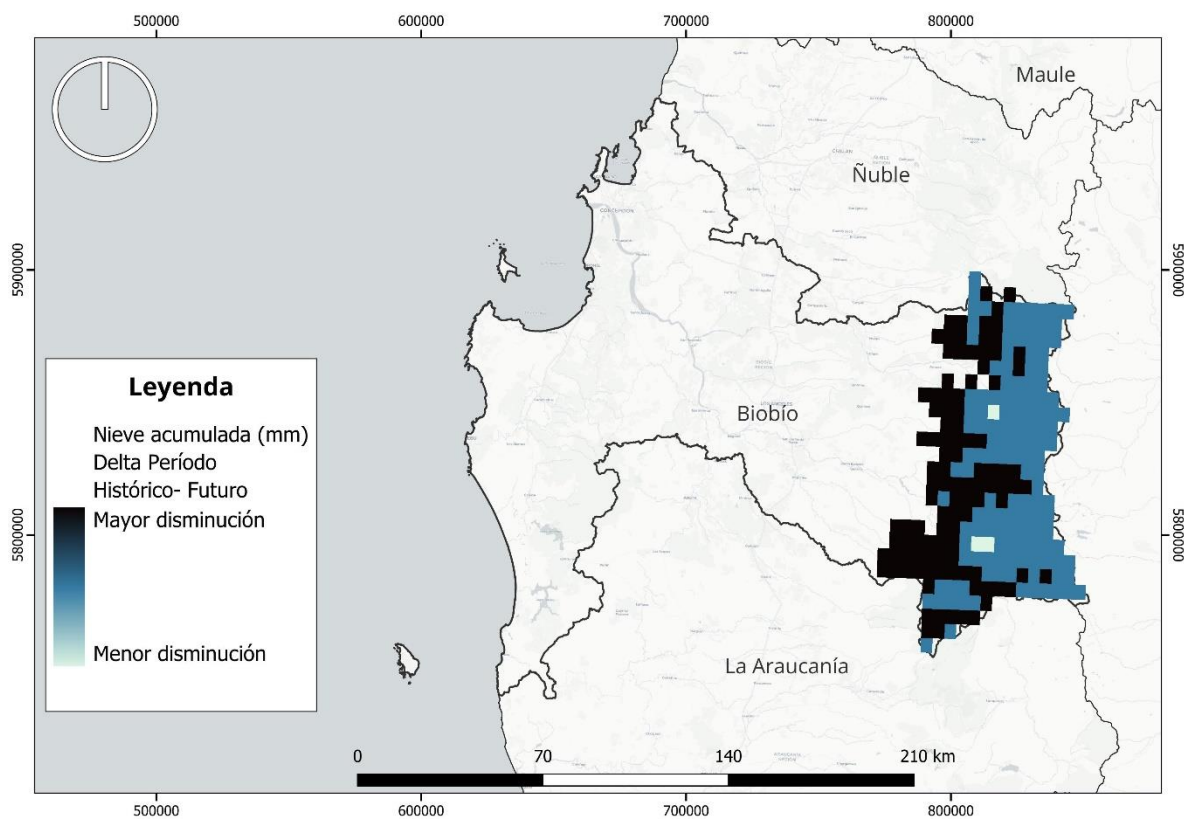 500000
600000
700000
800000
Maule
Ñuble
5900000
5900000
Leyenda
Nieve acumulada (mm)
Delta Período
Histórico- Futuro
Mayor disminución
Menor disminución
Biobío
5800000
5800000
La Araucanía
0
70
140
210 km
500000
600000
700000
800000